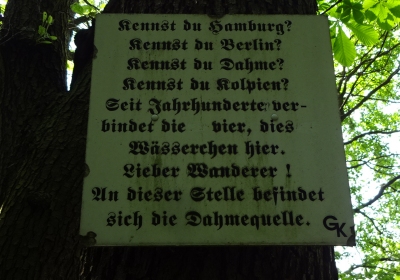 Kennst du Hamburg?
Kennst du Berlin?
Kennst du Dahme?
Kennst du Kolpien?
Seit Jahrhunderte ver-
bindet die vier, dies
Wässerchen hier.
Lieber Wanderer !
An dieser Stelle befindet
sich die Dahmequelle.
GK